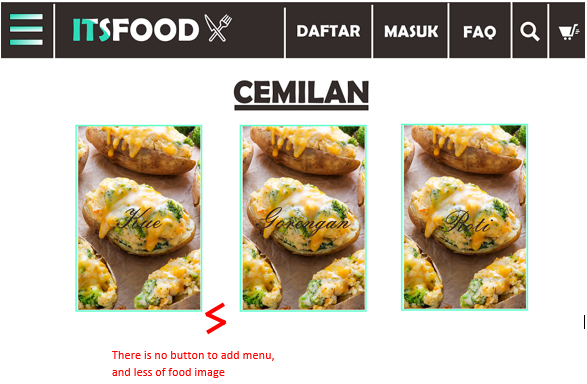 ITSFOOD DAFTAR MASUK FAQ
CEMILAN
Kue Gorengan Roti
There is no button to add menu,
and less of food image